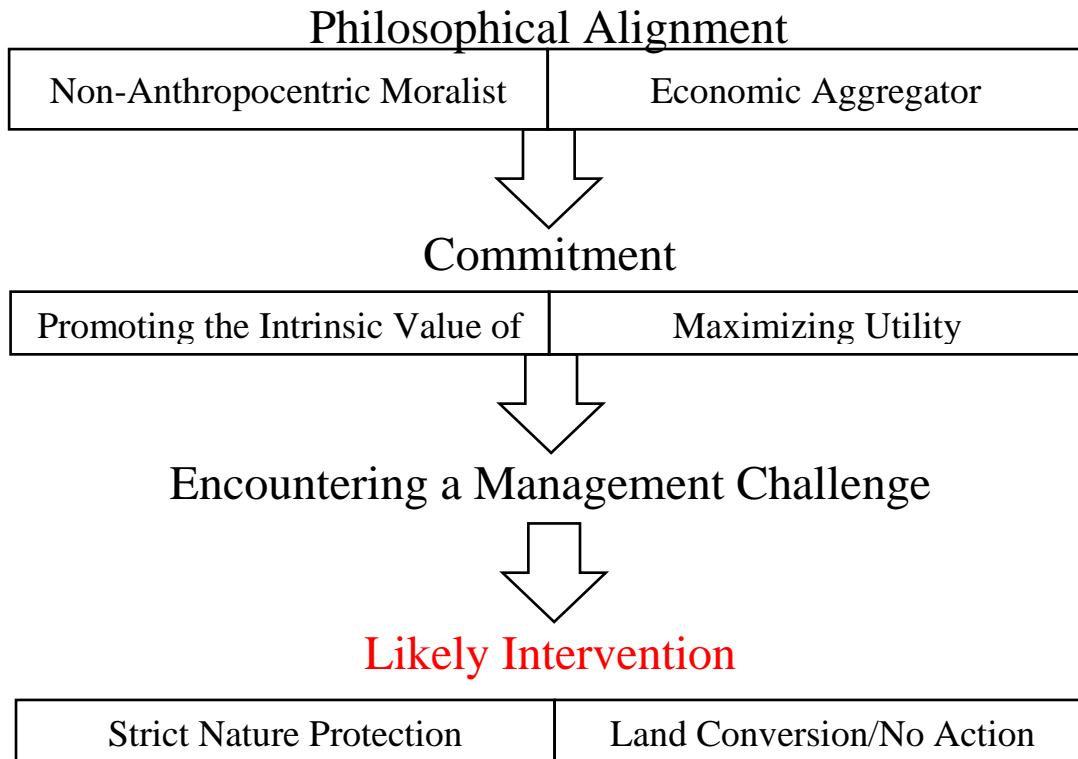 Philosophical Alignment
Non-Anthropocentric Moralist
Economic Aggregator
Commitment
Promoting the Intrinsic Value of
Maximizing Utility
Encountering a Management Challenge
Likely Intervention
Strict Nature Protection
Land Conversion/No Action